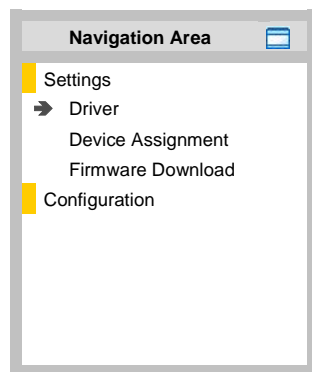 Navigation Area
Settings
Driver
Device Assignment
Firmware Download
Configuration